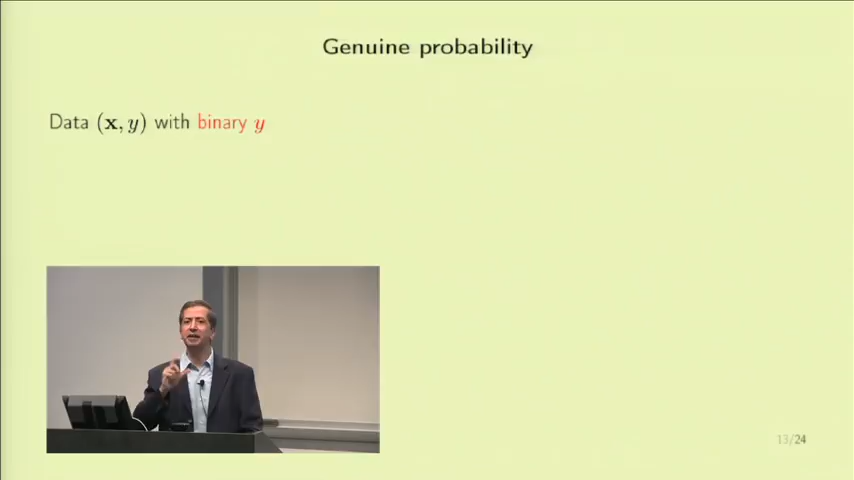 Genuine probability
Data (x, y) with binary y
13/24